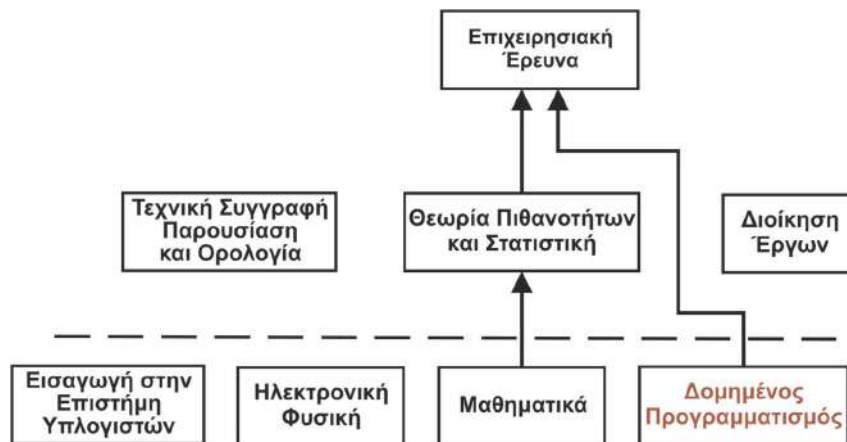 Επιχειρησιακή
Έρευνα
Τεχνική Συγγραφή
Παρουσίαση
και Ορολογία
Θεωρία Πιθανοτήτων
και Στατιστική
Διοίκηση
Έργων
Εισαγωγή στην
Επιστήμη
Υπλογιστών
Ηλεκτρονική
Φυσική
Μαθηματικά
Δομημένος
Προγραμματισμός